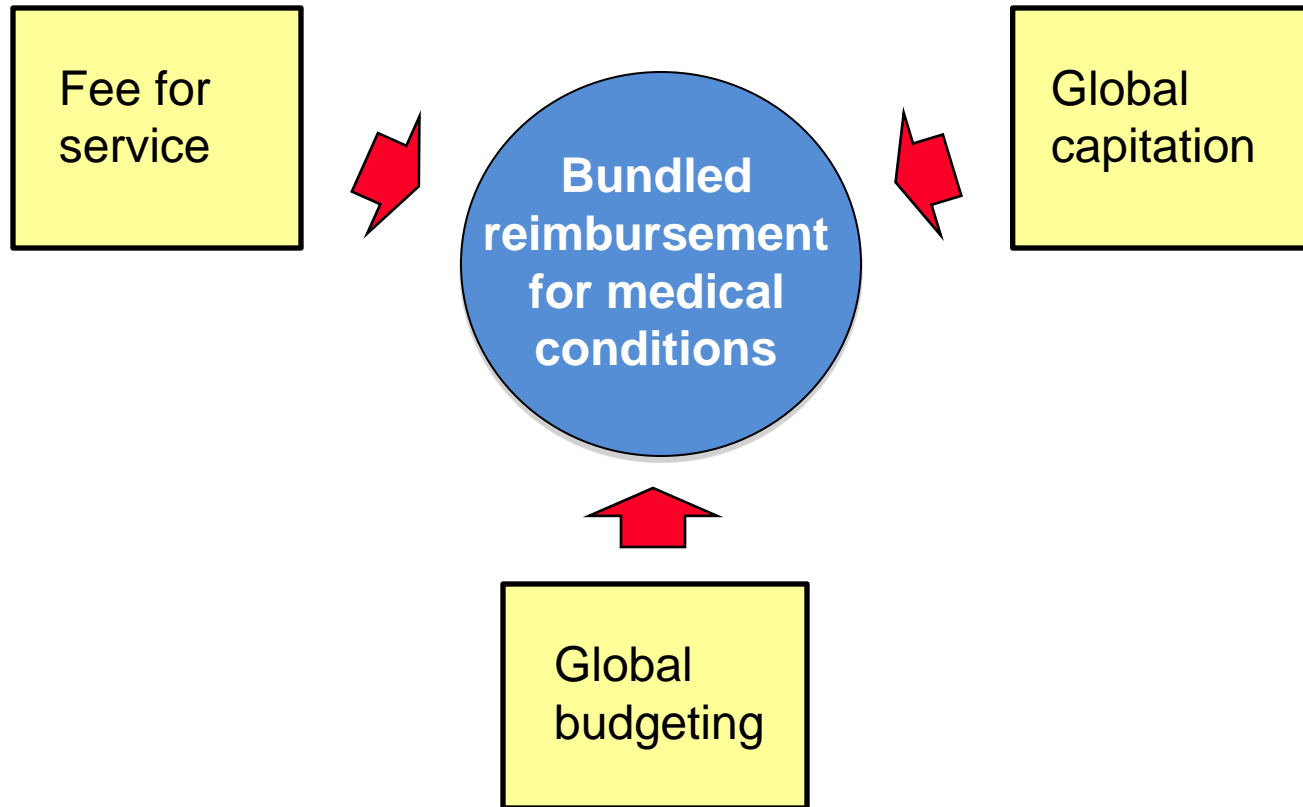 Fee for
service
Bundled
reimbursement
for medical
conditions
Global
capitation
Global
budgeting